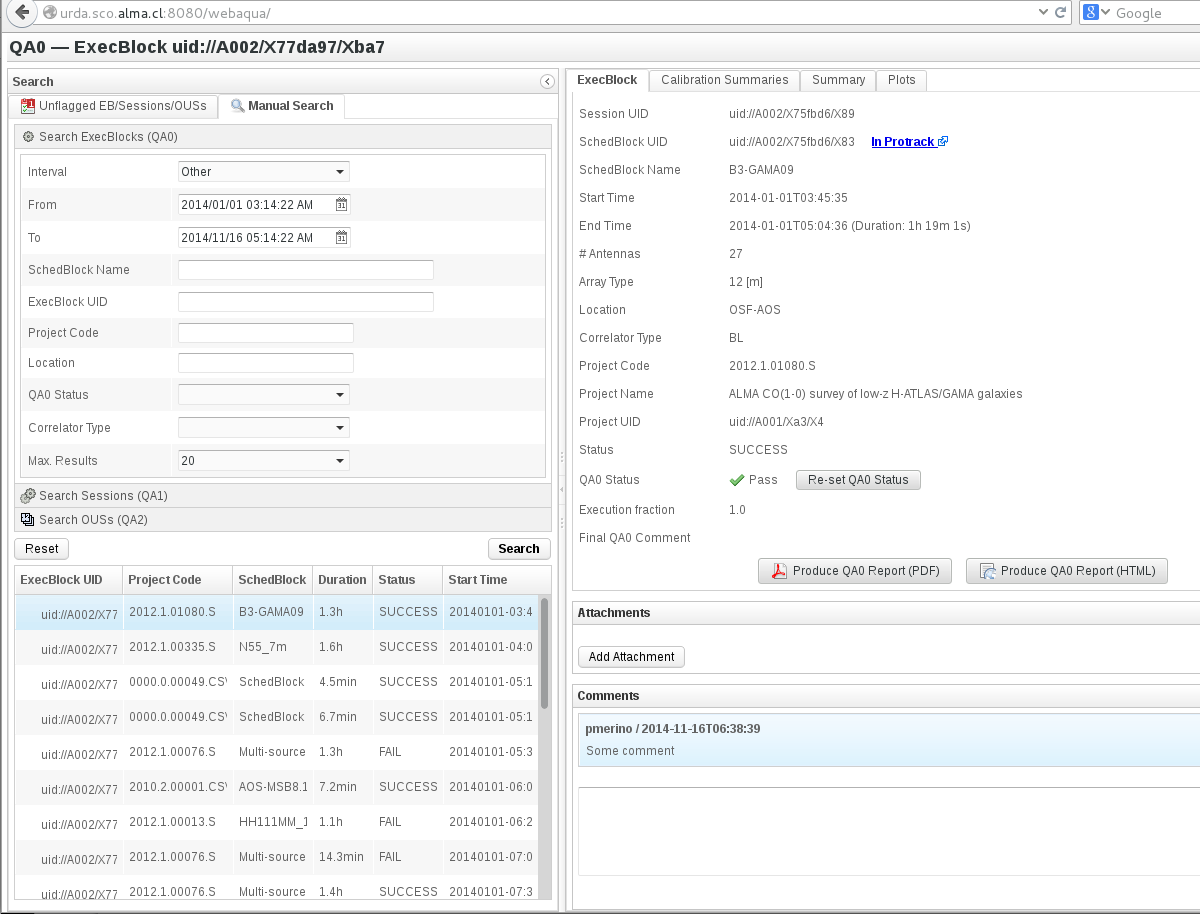 urda.sco.alma.cl:8080/webaqua/
Google
QA0 — ExecBlock uid://A002/X77da97/Xba7
Search
Unflagged EB/Sessions/OUSs
Manual Search
Search ExecBlocks (QA0)
Interval Other
From 2014/01/01 03:14:22 AM
To 2014/11/16 05:14:22 AM
SchedBlock Name
ExecBlock UID
Project Code
Location
QA0 Status
Correlator Type
Max. Results 20
Search Sessions (QA1)
Search OUSs (QA2)
Reset Search
ExecBlock UID Project Code SchedBlock Duration Status Start Time
uid://A002/X77 2012.1.01080.S B3-GAMA09 1.3h SUCCESS 20140101-03:4
uid://A002/X77 2012.1.00335.S N55_7m 1.6h SUCCESS 20140101-04:0
uid://A002/X77 0000.0.00049.CSV SchedBlock 4.5min SUCCESS 20140101-05:1
uid://A002/X77 0000.0.00049.CSV SchedBlock 6.7min SUCCESS 20140101-05:1
uid://A002/X77 2012.1.00076.S Multi-source 1.3h FAIL 20140101-05:3
uid://A002/X77 2010.2.00001.CSV AOS-MSB8.1 7.2min SUCCESS 20140101-06:0
uid://A002/X77 2012.1.00013.S HH111MM_1 1.1h FAIL 20140101-06:2
uid://A002/X77 2012.1.00076.S Multi-source 14.3min FAIL 20140101-07:0
uid://A002/X77 2012.1.00076.S Multi-source 1.4h SUCCESS 20140101-07:3
ExecBlock Calibration Summaries Summary Plots
Session UID uid://A002/X75fbd6/X89
SchedBlock UID uid://A002/X75fbd6/X83 In Protrack
SchedBlock Name B3-GAMA09
Start Time 2014-01-01T03:45:35
End Time 2014-01-01T05:04:36 (Duration: 1h 19m 1s)
# Antennas 27
Array Type 12 [m]
Location OSF-AOS
Correlator Type BL
Project Code 2012.1.01080.S
Project Name ALMA CO(1-0) survey of low-z H-ATLAS/GAMA galaxies
Project UID uid://A001/Xa3/X4
Status SUCCESS
QA0 Status Pass Re-set QA0 Status
Execution fraction 1.0
Final QA0 Comment
Produce QA0 Report (PDF) Produce QA0 Report (HTML)
Attachments
Add Attachment
Comments
pmerino / 2014-11-16T06:38:39
Some comment